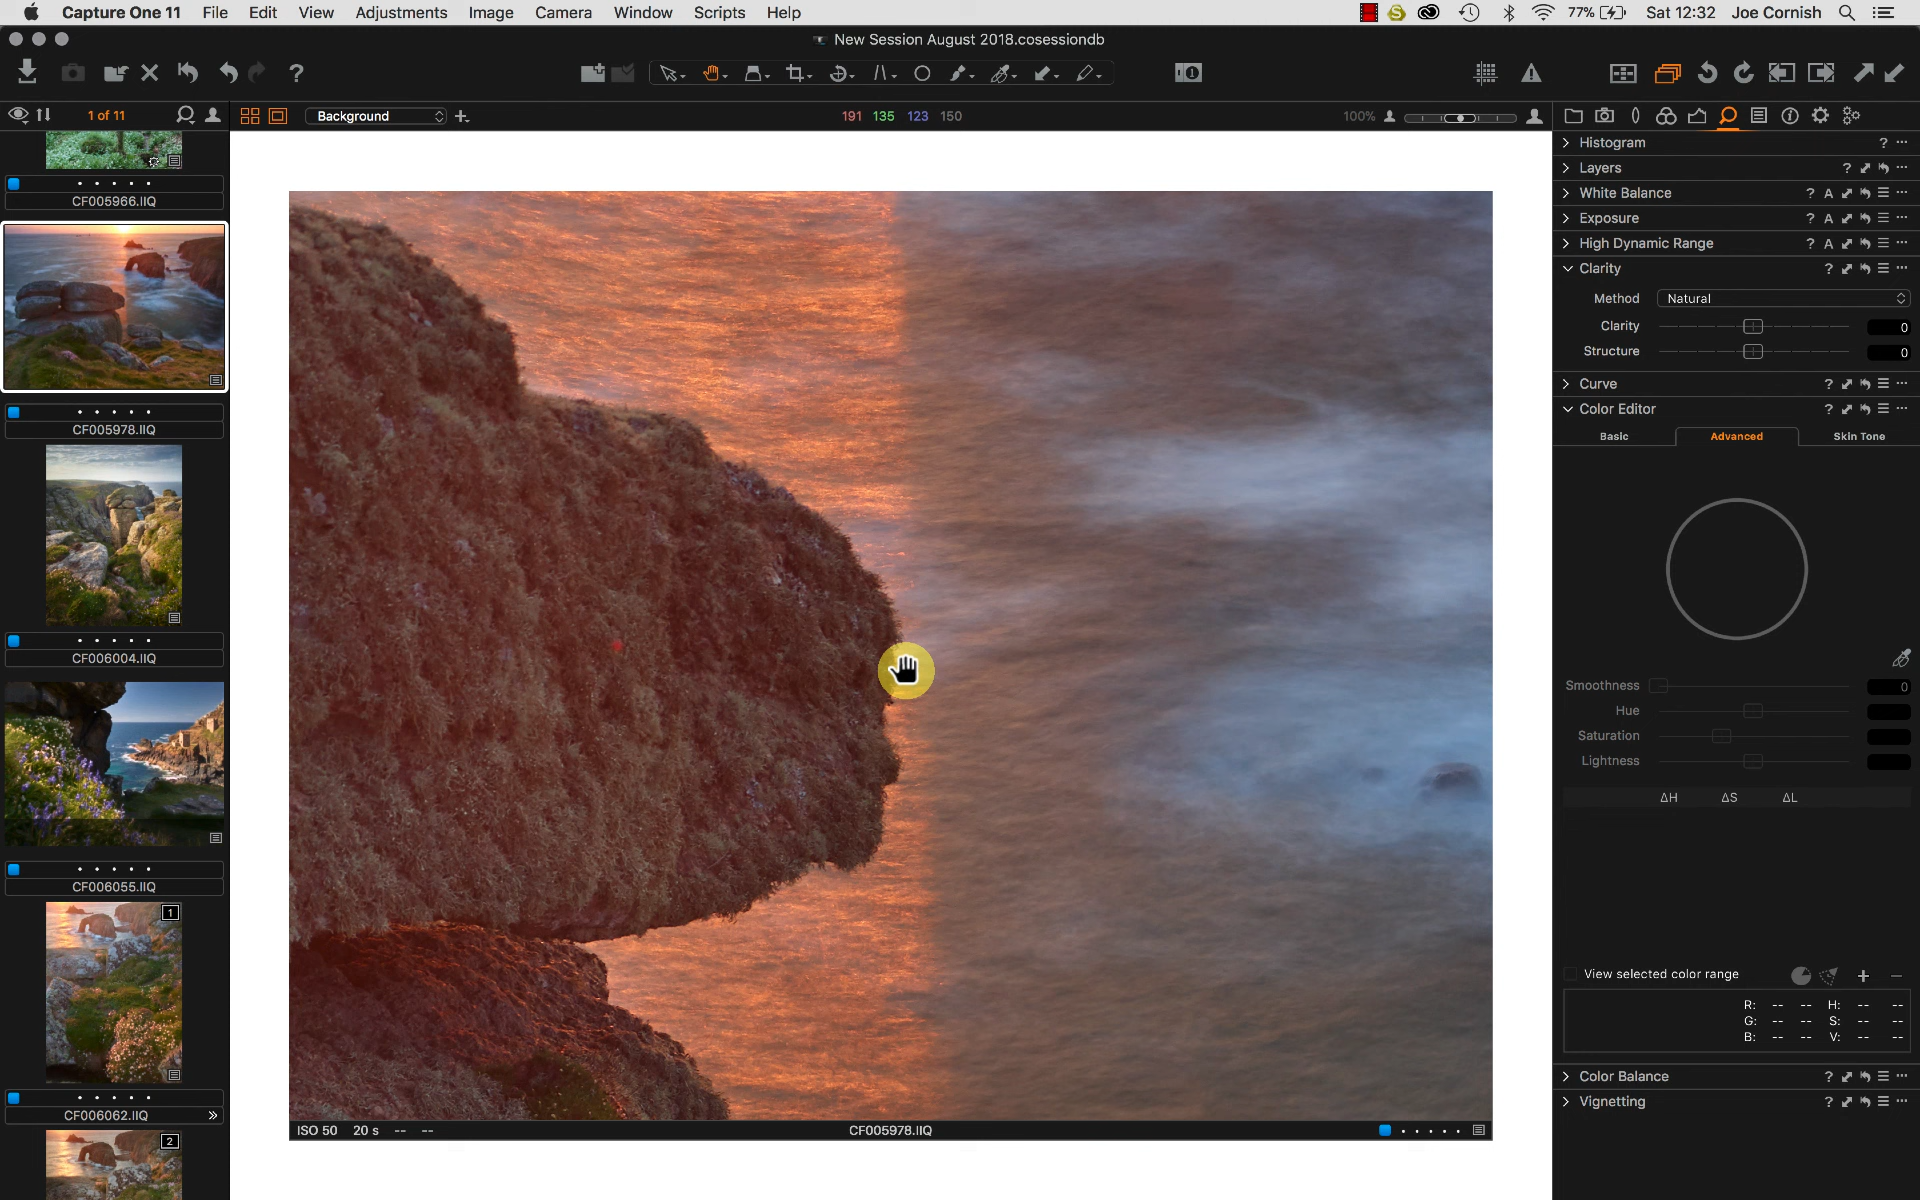 Capture One 11 File Edit View Adjustments Image Camera Window Scripts Help 77% Sat 12:32 Joe Cornish
New Session August 2018.cosessiondb
1 of 11 Background 191 135 123 150 100%
Histogram
Layers
White Balance
Exposure
High Dynamic Range
Clarity
Method Natural
Clarity 0
Structure 0
Curve
Color Editor
Basic Advanced Skin Tone
Smoothness 0
Hue
Saturation
Lightness
ΔH ΔS ΔL
View selected color range
R: -- -- H: -- --
G: -- -- S: -- --
B: -- -- V: -- --
Color Balance
Vignetting
CF005966.IIQ
CF005978.IIQ
CF006004.IIQ
CF006055.IIQ
1
CF006062.IIQ
2
ISO 50 20 s -- -- CF005978.IIQ